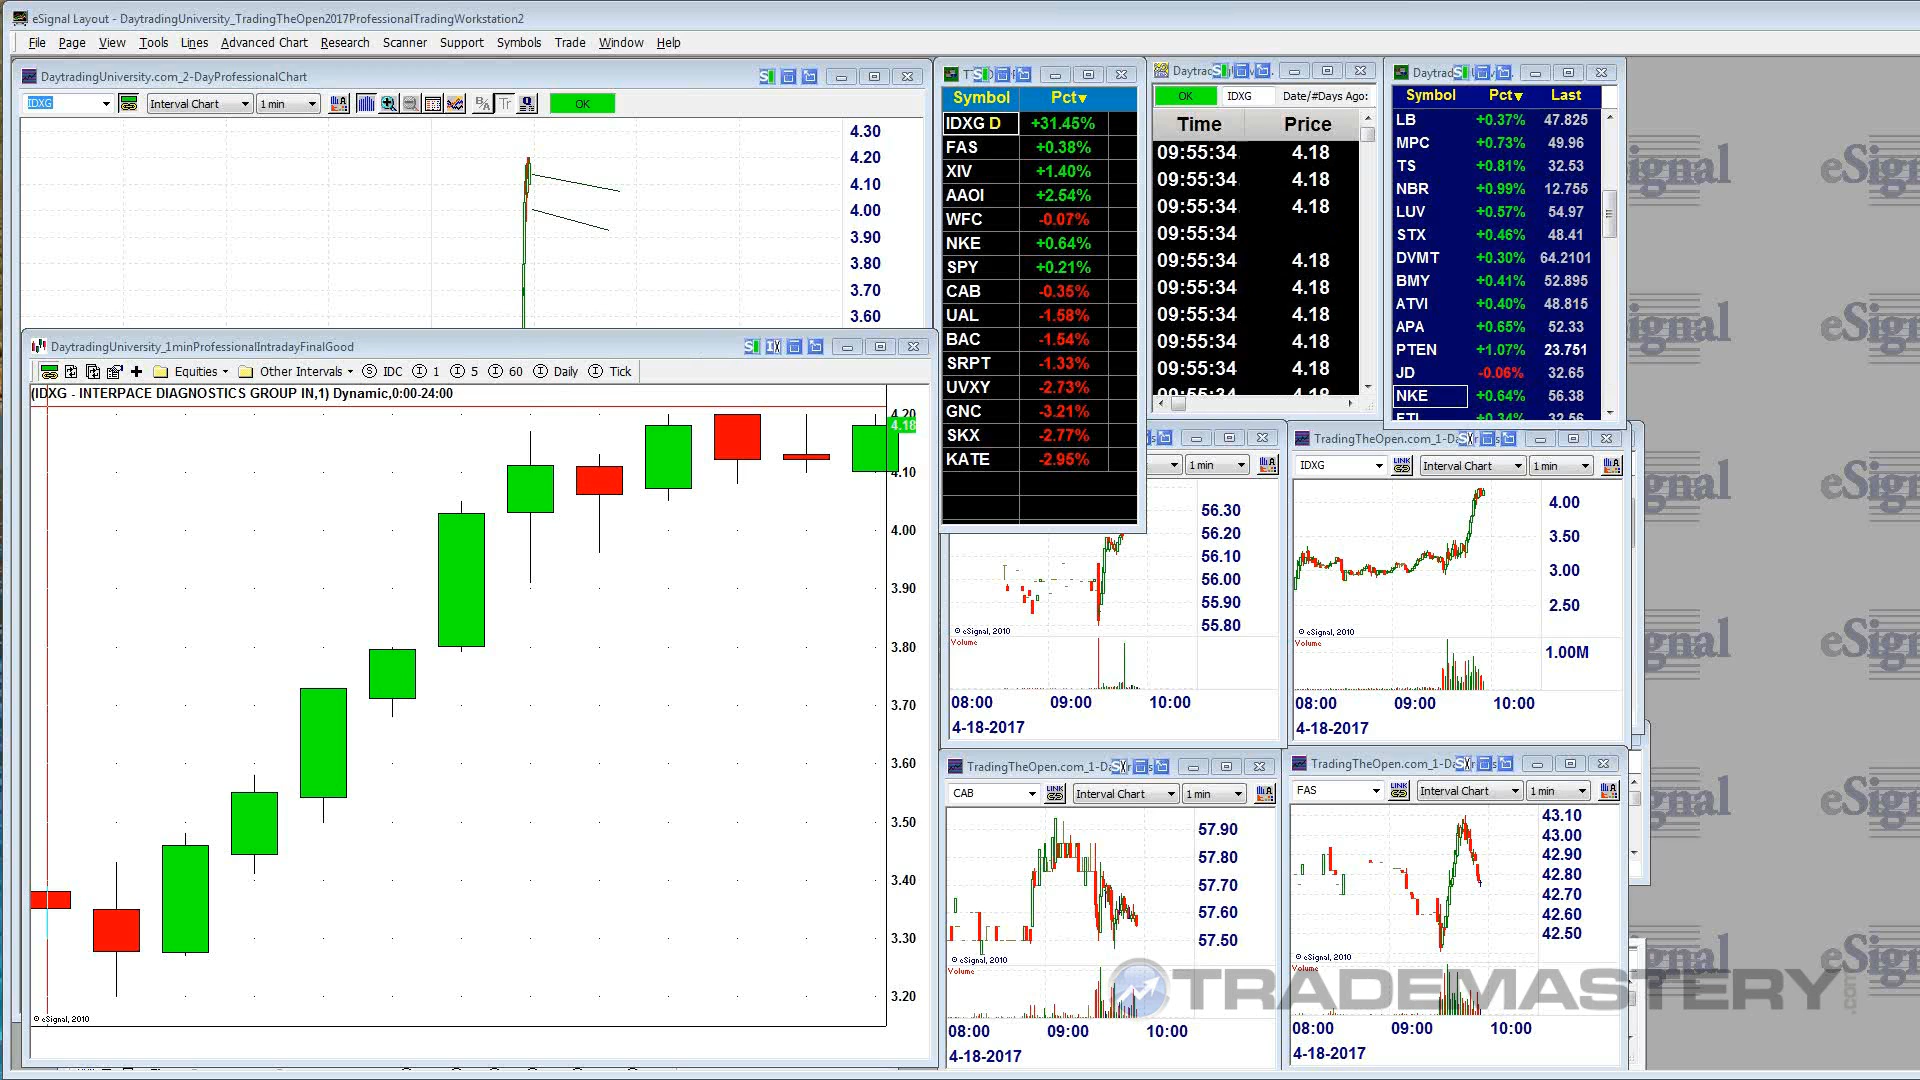 eSignal Layout - DaytradingUniversity_TradingTheOpen2017ProfessionalTradingWorkstation2
File Page View Tools Lines Advanced Chart Research Scanner Support Symbols Trade Window Help
DaytradingUniversity.com_2-DayProfessionalChart
IDXG Interval Chart 1 min OK
4.30
4.20
4.10
4.00
3.90
3.80
3.70
3.60
DaytradingUniversity_1minProfessionalIntradayFinalGood
Equities Other Intervals IDC 1 5 60 Daily Tick
(IDXG - INTERPACE DIAGNOSTICS GROUP IN,1) Dynamic,0:00-24:00
4.20
4.18
4.10
4.00
3.90
3.80
3.70
3.60
3.50
3.40
3.30
3.20
© eSignal, 2010
Symbol Pct
IDXG D +31.45%
FAS +0.38%
XIV +1.40%
AAOI +2.54%
WFC -0.07%
NKE +0.64%
SPY +0.21%
CAB -0.35%
UAL -1.58%
BAC -1.54%
SRPT -1.33%
UVXY -2.73%
GNC -3.21%
SKX -2.77%
KATE -2.95%
OK IDXG Date/#Days Ago:
Time Price
09:55:34 4.18
09:55:34 4.18
09:55:34 4.18
09:55:34
09:55:34 4.18
09:55:34 4.18
09:55:34 4.18
09:55:34 4.18
09:55:34 4.18
09:55:34 4.18
Symbol Pct Last
LB +0.37% 47.825
MPC +0.73% 49.96
TS +0.81% 32.53
NBR +0.99% 12.755
LUV +0.57% 54.97
STX +0.46% 48.41
DVMT +0.30% 64.2101
BMY +0.41% 52.895
ATVI +0.40% 48.815
APA +0.65% 52.33
PTEN +1.07% 23.751
JD -0.06% 32.65
NKE +0.64% 56.38
1 min
56.30
56.20
56.10
56.00
55.90
55.80
© eSignal, 2010
Volume
08:00 09:00 10:00
4-18-2017
TradingTheOpen.com_1-Da
IDXG LINK Interval Chart 1 min
4.00
3.50
3.00
2.50
© eSignal, 2010
Volume
1.00M
08:00 09:00 10:00
4-18-2017
TradingTheOpen.com_1-Da
CAB LINK Interval Chart 1 min
57.90
57.80
57.70
57.60
57.50
© eSignal, 2010
Volume
08:00 09:00 10:00
4-18-2017
TradingTheOpen.com_1-Da
FAS LINK Interval Chart 1 min
43.10
43.00
42.90
42.80
42.70
42.60
42.50
© eSignal, 2010
Volume
08:00 09:00 10:00
4-18-2017
eSignal
TRADEMASTERY.com